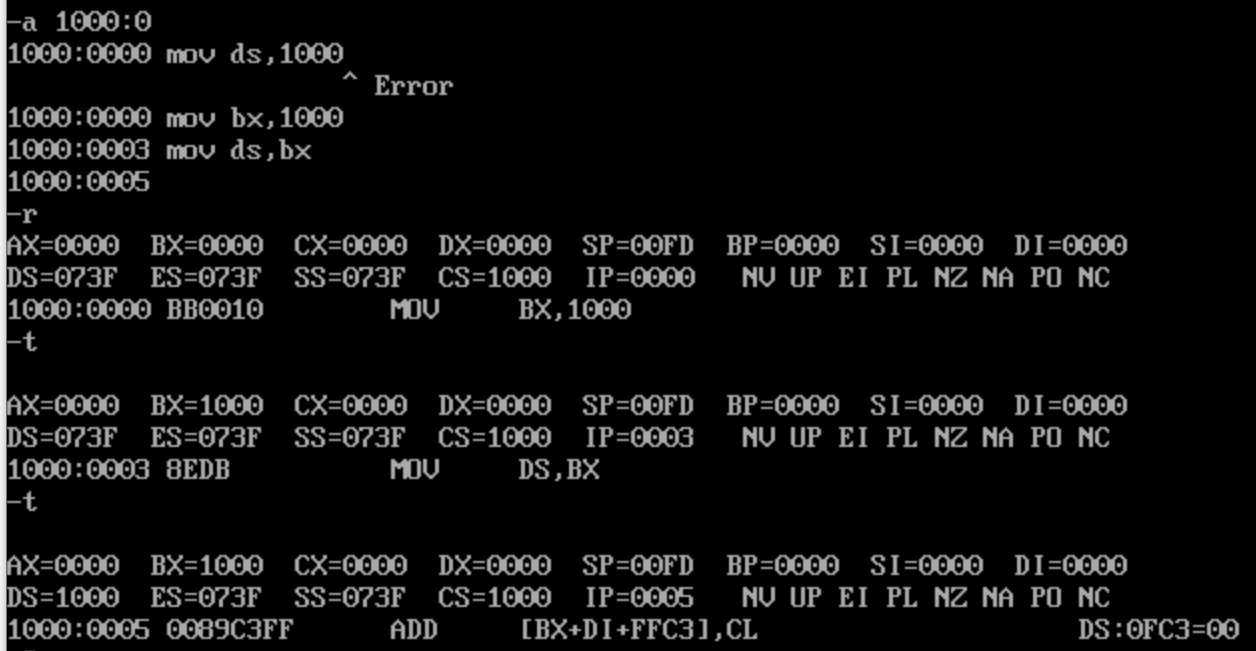 -a 1000:0
1000:0000 mov ds,1000
^ Error
1000:0000 mov bx,1000
1000:0003 mov ds,bx
1000:0005
-r
AX=0000 BX=0000 CX=0000 DX=0000 SP=00FD BP=0000 SI=0000 DI=0000
DS=073F ES=073F SS=073F CS=1000 IP=0000 NV UP EI PL NZ NA PO NC
1000:0000 BB0010 MOV BX,1000
-t
AX=0000 BX=1000 CX=0000 DX=0000 SP=00FD BP=0000 SI=0000 DI=0000
DS=073F ES=073F SS=073F CS=1000 IP=0003 NV UP EI PL NZ NA PO NC
1000:0003 8EDB MOV DS,BX
-t
AX=0000 BX=1000 CX=0000 DX=0000 SP=00FD BP=0000 SI=0000 DI=0000
DS=1000 ES=073F SS=073F CS=1000 IP=0005 NV UP EI PL NZ NA PO NC
1000:0005 0089C3FF ADD [BX+DI+FFC3],CL DS:0FC3=00